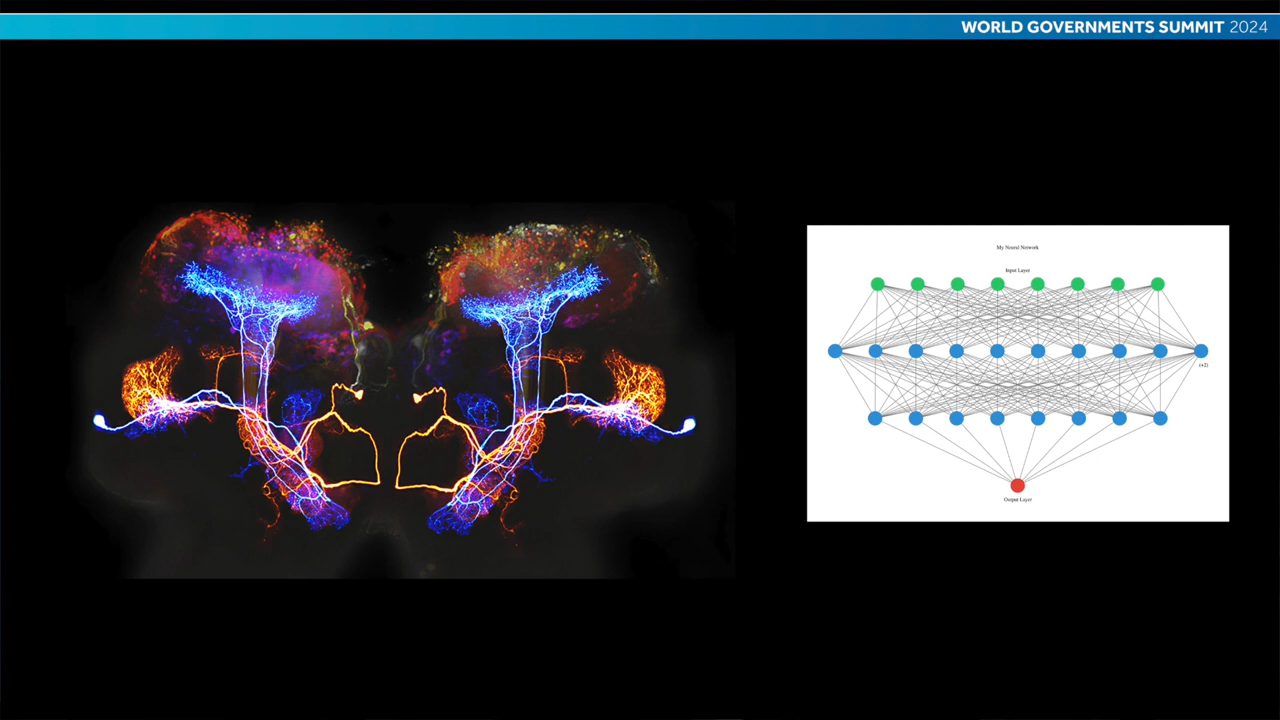 WORLD GOVERNMENTS SUMMIT 2024
My Neural Network
Input Layer
(+2)
Output Layer